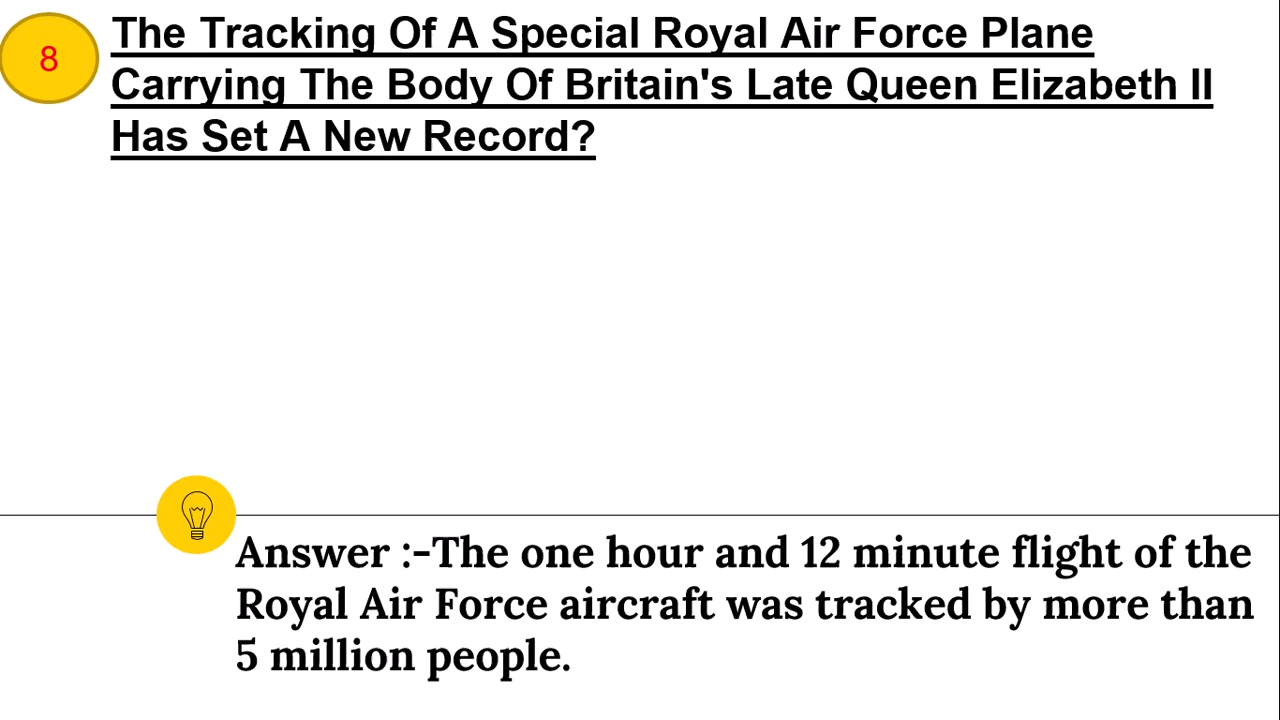 8
The Tracking Of A Special Royal Air Force Plane
Carrying The Body Of Britain's Late Queen Elizabeth II
Has Set A New Record?
Answer :-The one hour and 12 minute flight of the
Royal Air Force aircraft was tracked by more than
5 million people.